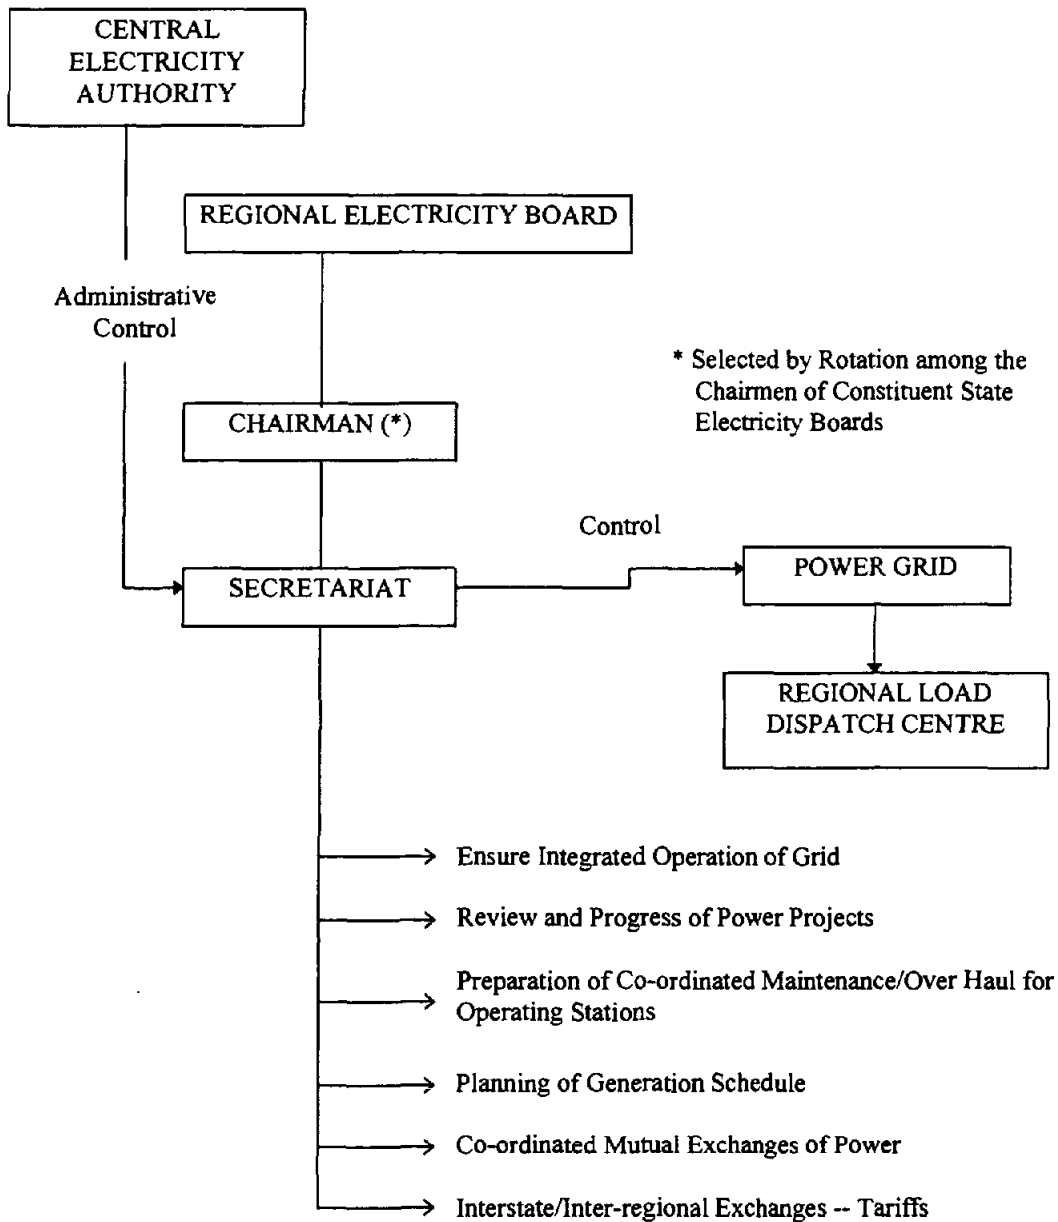 CENTRAL
ELECTRICITY
AUTHORITY
REGIONAL ELECTRICITY BOARD
Administrative
Control
* Selected by Rotation among the
Chairmen of Constituent State
Electricity Boards
CHAIRMAN (*)
Control
SECRETARIAT
POWER GRID
REGIONAL LOAD
DISPATCH CENTRE
Ensure Integrated Operation of Grid
Review and Progress of Power Projects
Preparation of Co-ordinated Maintenance/Over Haul for
Operating Stations
Planning of Generation Schedule
Co-ordinated Mutual Exchanges of Power
Interstate/Inter-regional Exchanges -- Tariffs